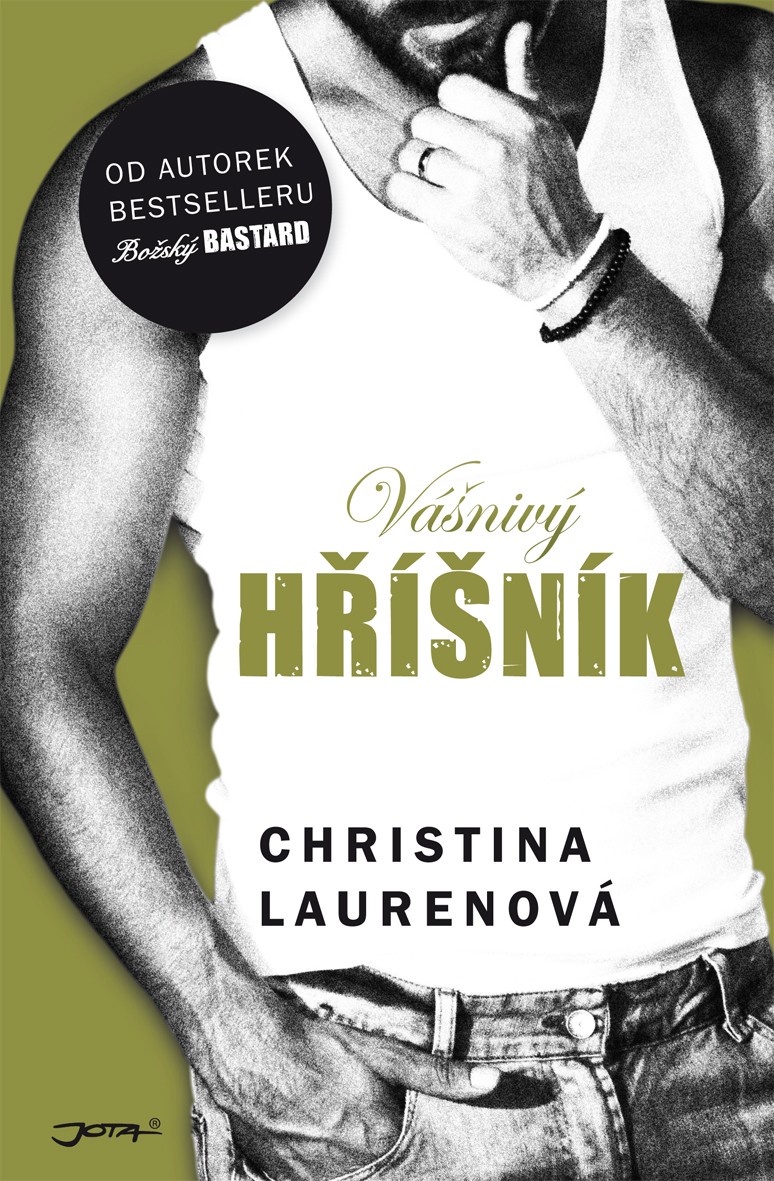 OD AUTOREK
BESTSELLERU
Božský BASTARD
Vášnivý
HŘÍŠNÍK
CHRISTINA
LAURENOVÁ
JOTA®